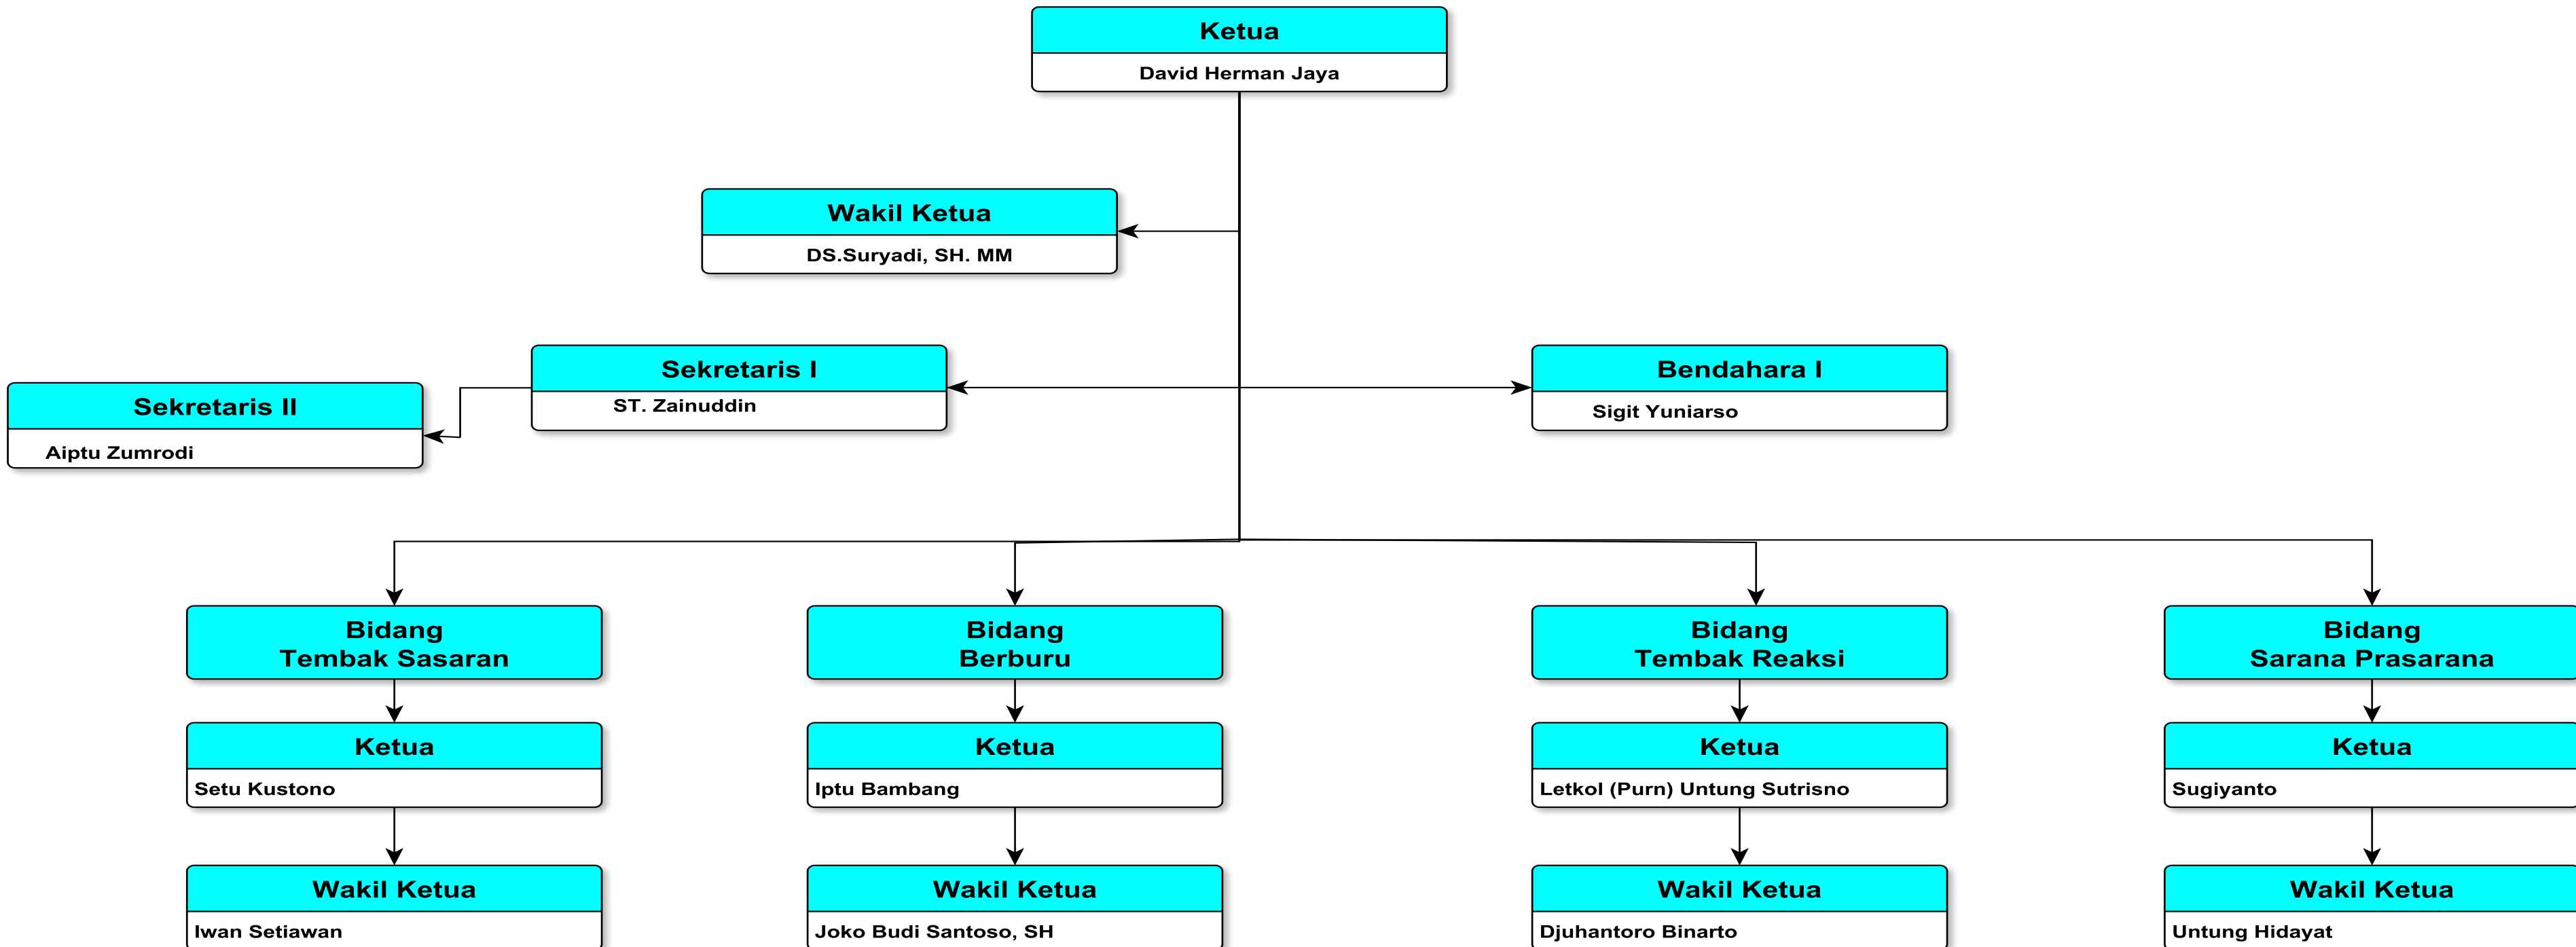 Ketua
David Herman Jaya
Wakil Ketua
DS.Suryadi, SH. MM
Sekretaris I
ST. Zainuddin
Bendahara I
Sigit Yuniarso
Sekretaris II
Aiptu Zumrodi
Bidang
Tembak Sasaran
Bidang
Berburu
Bidang
Tembak Reaksi
Bidang
Sarana Prasarana
Ketua
Setu Kustono
Ketua
Iptu Bambang
Ketua
Letkol (Purn) Untung Sutrisno
Ketua
Sugiyanto
Wakil Ketua
Iwan Setiawan
Wakil Ketua
Joko Budi Santoso, SH
Wakil Ketua
Djuhantoro Binarto
Wakil Ketua
Untung Hidayat